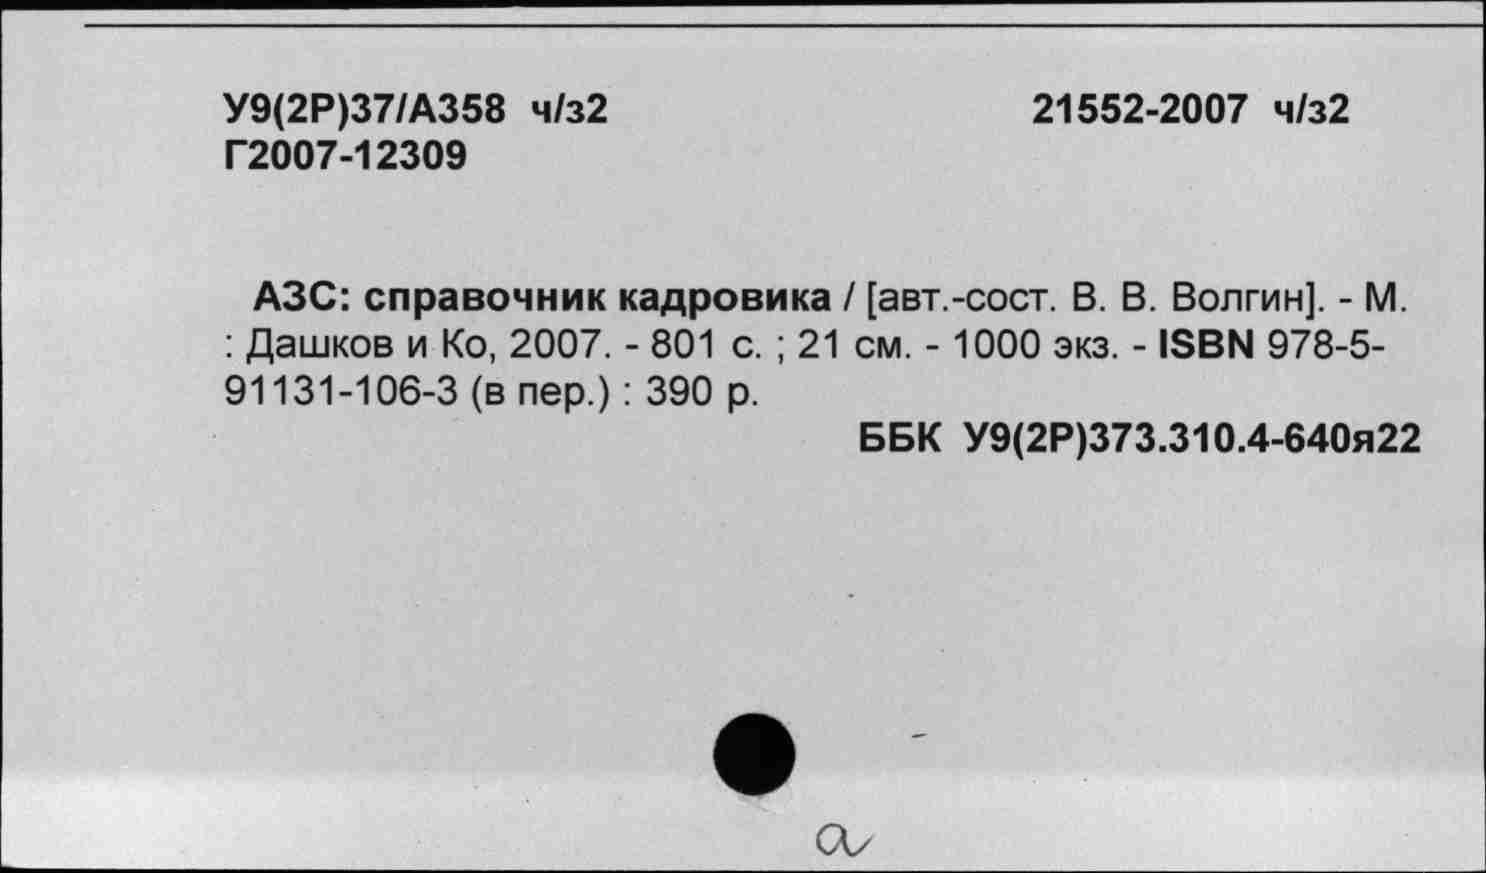 У9(2Р)37/А358 ч/з2 21552-2007 ч/з2
Г2007-12309
АЗС: справочник кадровика / [авт.-сост. В. В. Волгин]. - М.
: Дашков и Ко, 2007. - 801 с. ; 21 см. - 1000 экз. - ISBN 978-5-
91131-106-3 (в пер.) : 390 р.
ББК У9(2Р)373.310.4-640я22